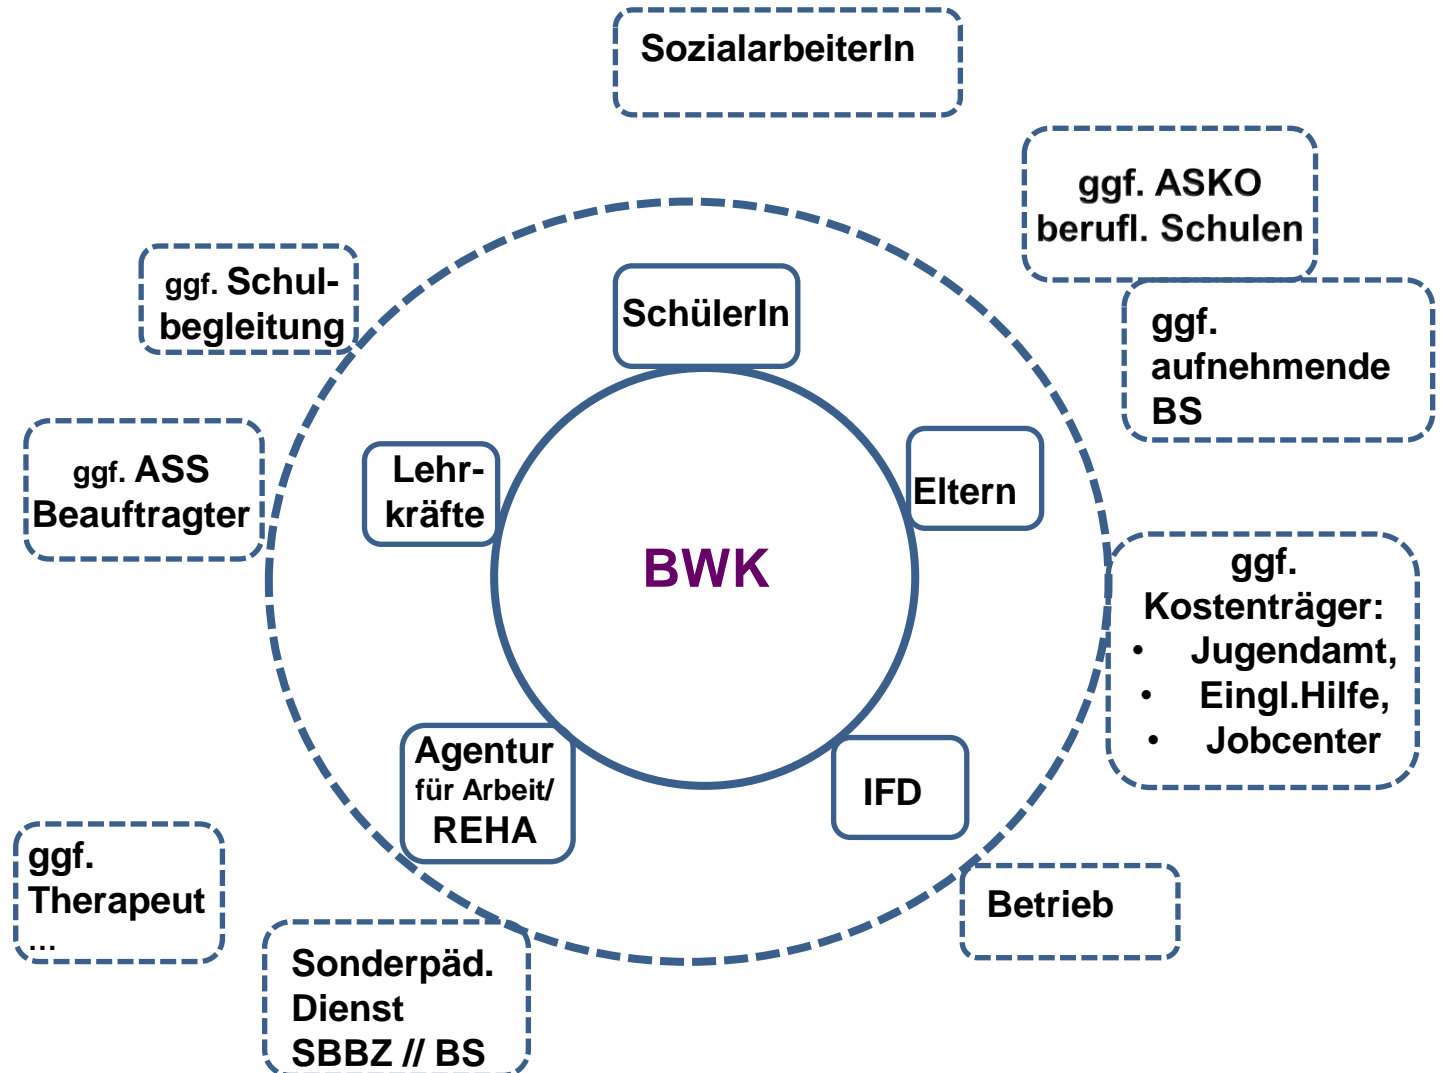 SozialarbeiterIn
ggf. ASKO
berufl. Schulen
ggf. Schul-
begleitung
SchülerIn
ggf.
aufnehmende
BS
ggf. ASS
Beauftragter
Lehr-
kräfte
Eltern
BWK
ggf.
Kostenträger:
• Jugendamt,
• Eingl.Hilfe,
• Jobcenter
Agentur
für Arbeit/
REHA
IFD
ggf.
Therapeut
...
Betrieb
Sonderpäd.
Dienst
SBBZ // BS